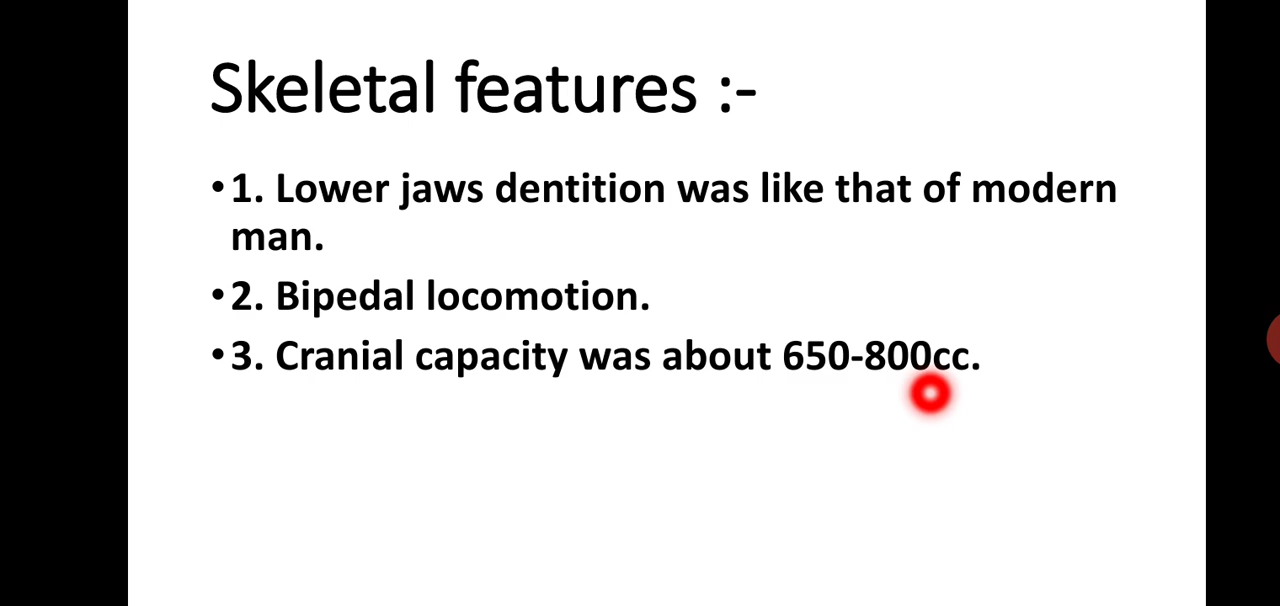 Skeletal features :-
•1. Lower jaws dentition was like that of modern
man.
•2. Bipedal locomotion.
•3. Cranial capacity was about 650-800cc.